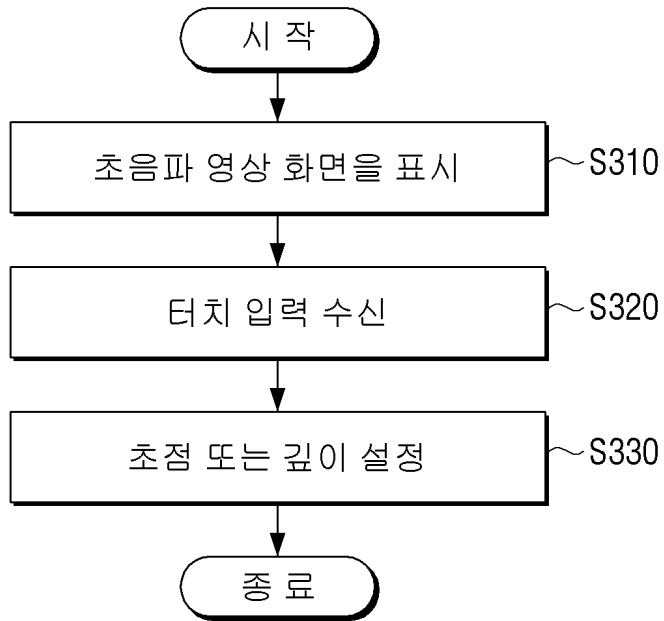 시작
초음파 영상 화면을 표시
S310
터치 입력 수신
S320
초점 또는 깊이 설정
S330
종료